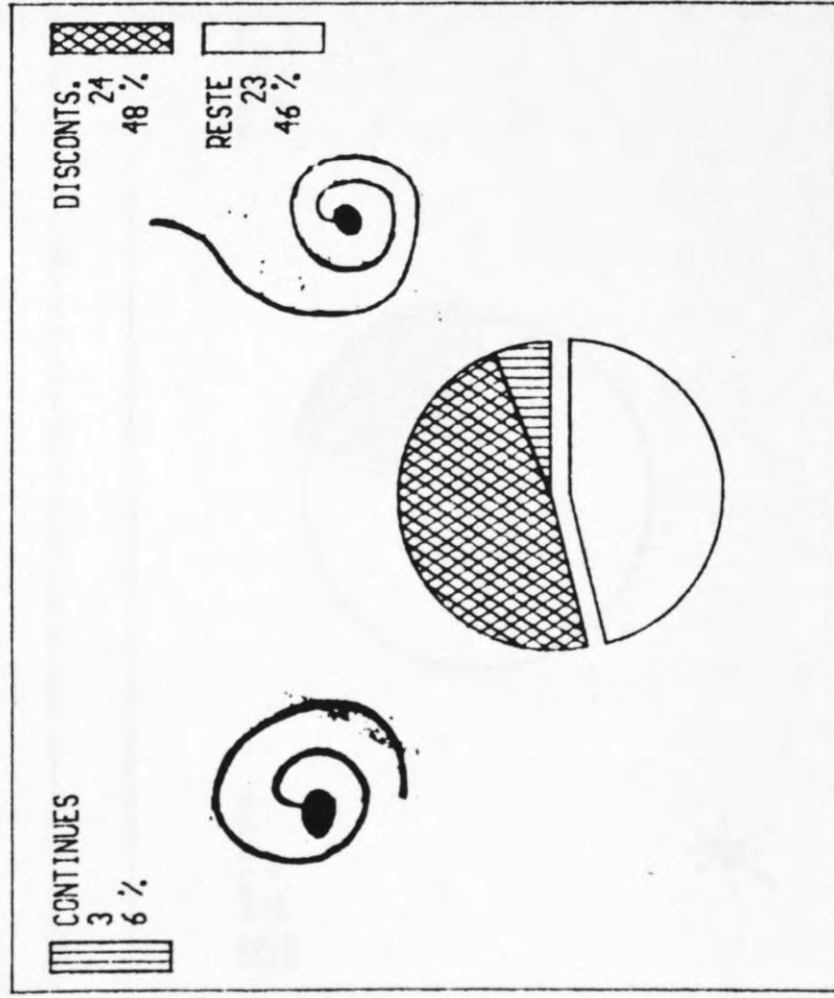 CONTINUES
3
6 %
DISCONTS.
24
48 %
RESTE
23
46 %